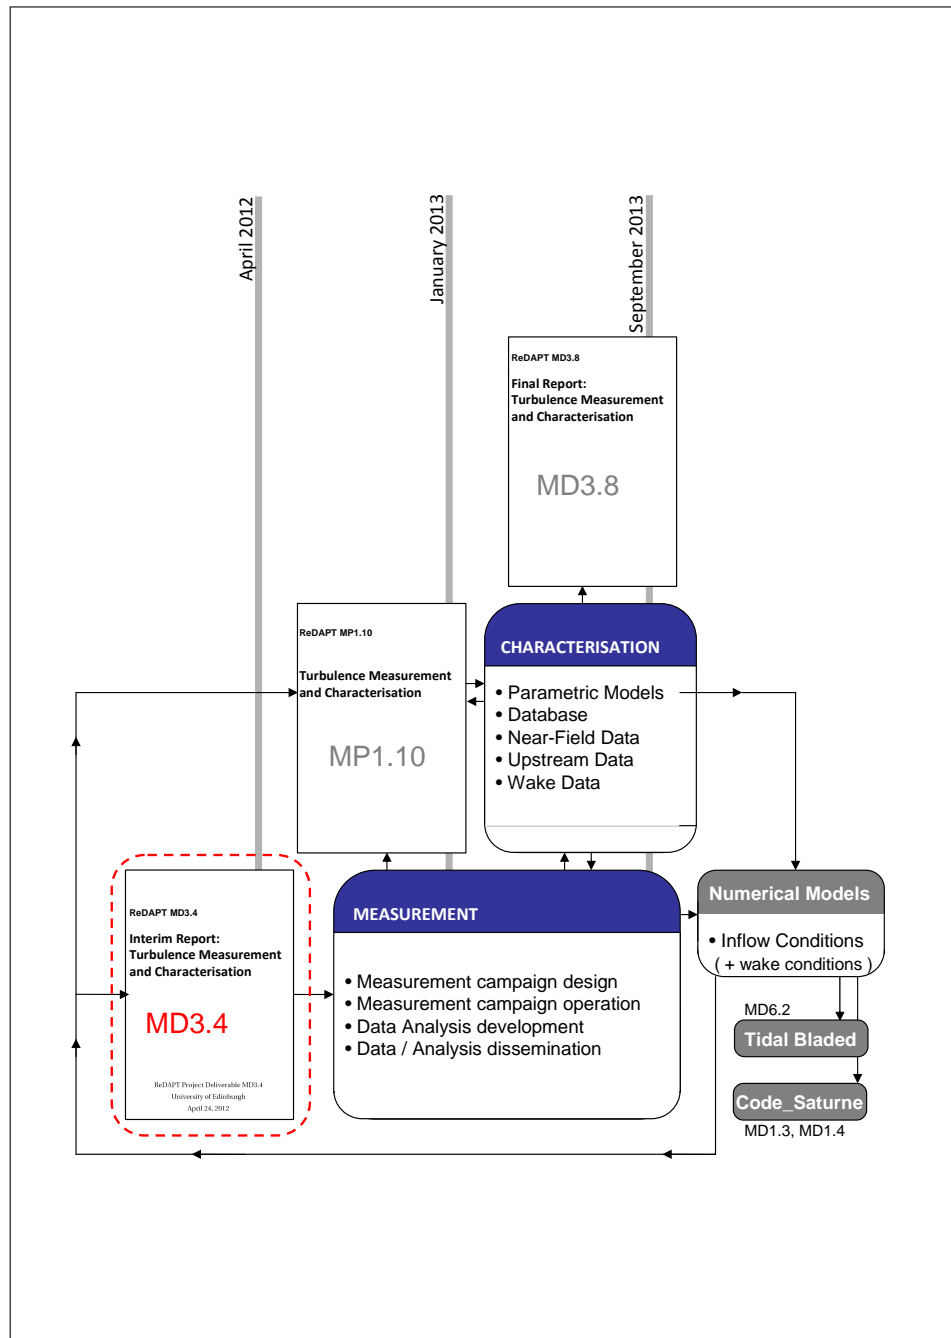 April 2012
January 2013
September 2013
ReDAPT MD3.8
Final Report:
Turbulence Measurement
and Characterisation
MD3.8
ReDAPT MP1.10
Turbulence Measurement
and Characterisation
MP1.10
CHARACTERISATION
• Parametric Models
• Database
• Near-Field Data
• Upstream Data
• Wake Data
ReDAPT MD3.4
Interim Report:
Turbulence Measurement
and Characterisation
MD3.4
ReDAPT Project Deliverable MD3.4
University of Edinburgh
April 24, 2012
MEASUREMENT
• Measurement campaign design
• Measurement campaign operation
• Data Analysis development
• Data / Analysis dissemination
Numerical Models
• Inflow Conditions
( + wake conditions )
MD6.2
Tidal Bladed
Code_Saturne
MD1.3, MD1.4